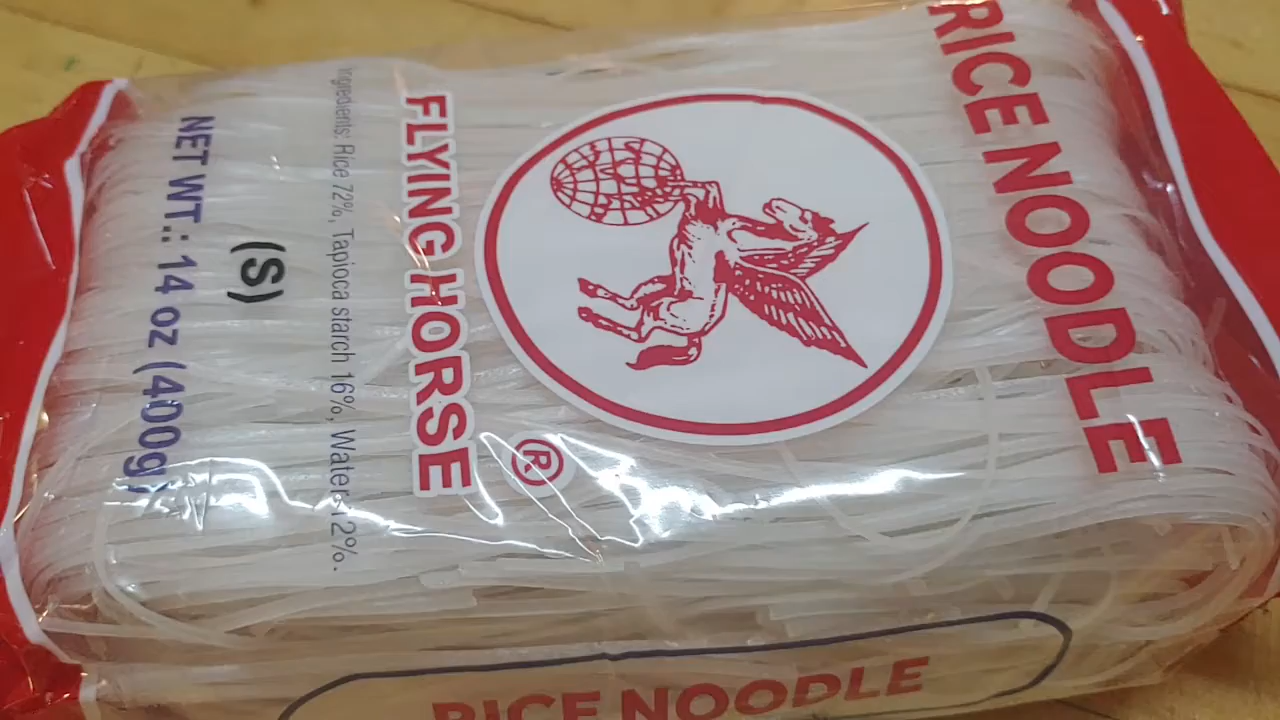 RICE NOODLE
FLYING HORSE
®
Ingredients: Rice 72%, Tapioca starch 16%, Water 12%.
(S)
NET WT.: 14 oz (400g)
RICE NOODLE